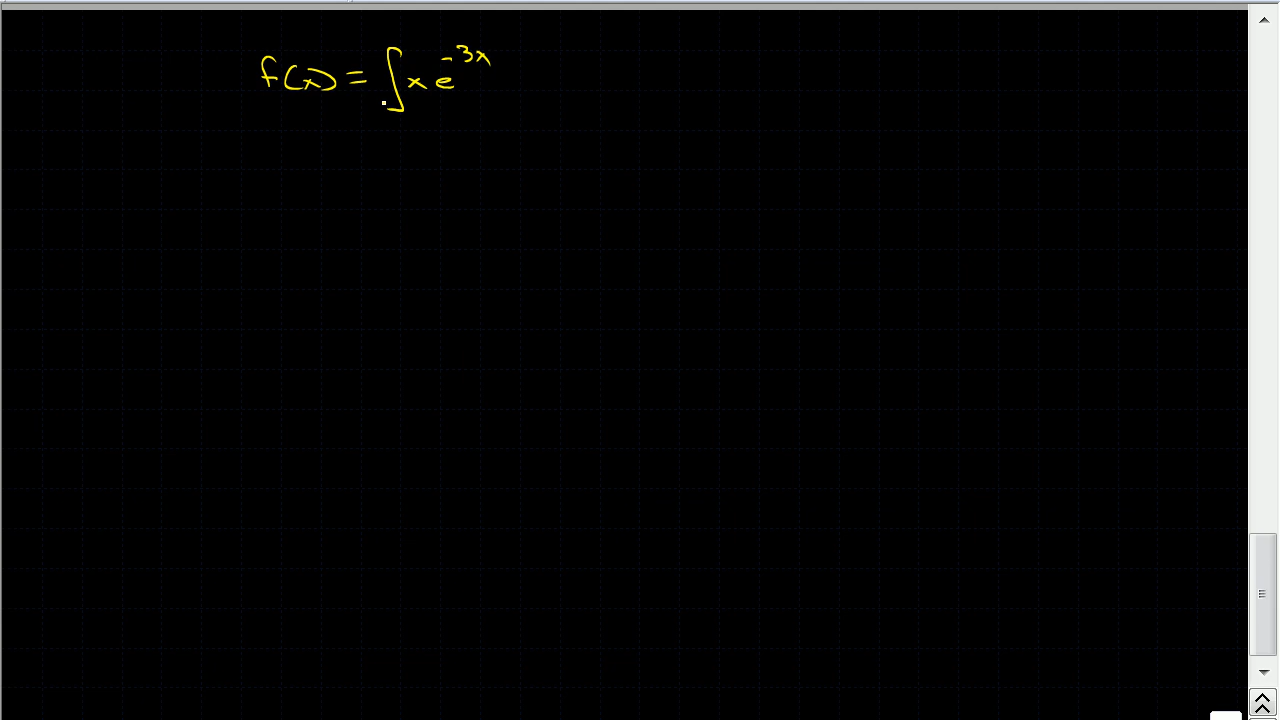 f(x) = ∫ x e^{-3x}